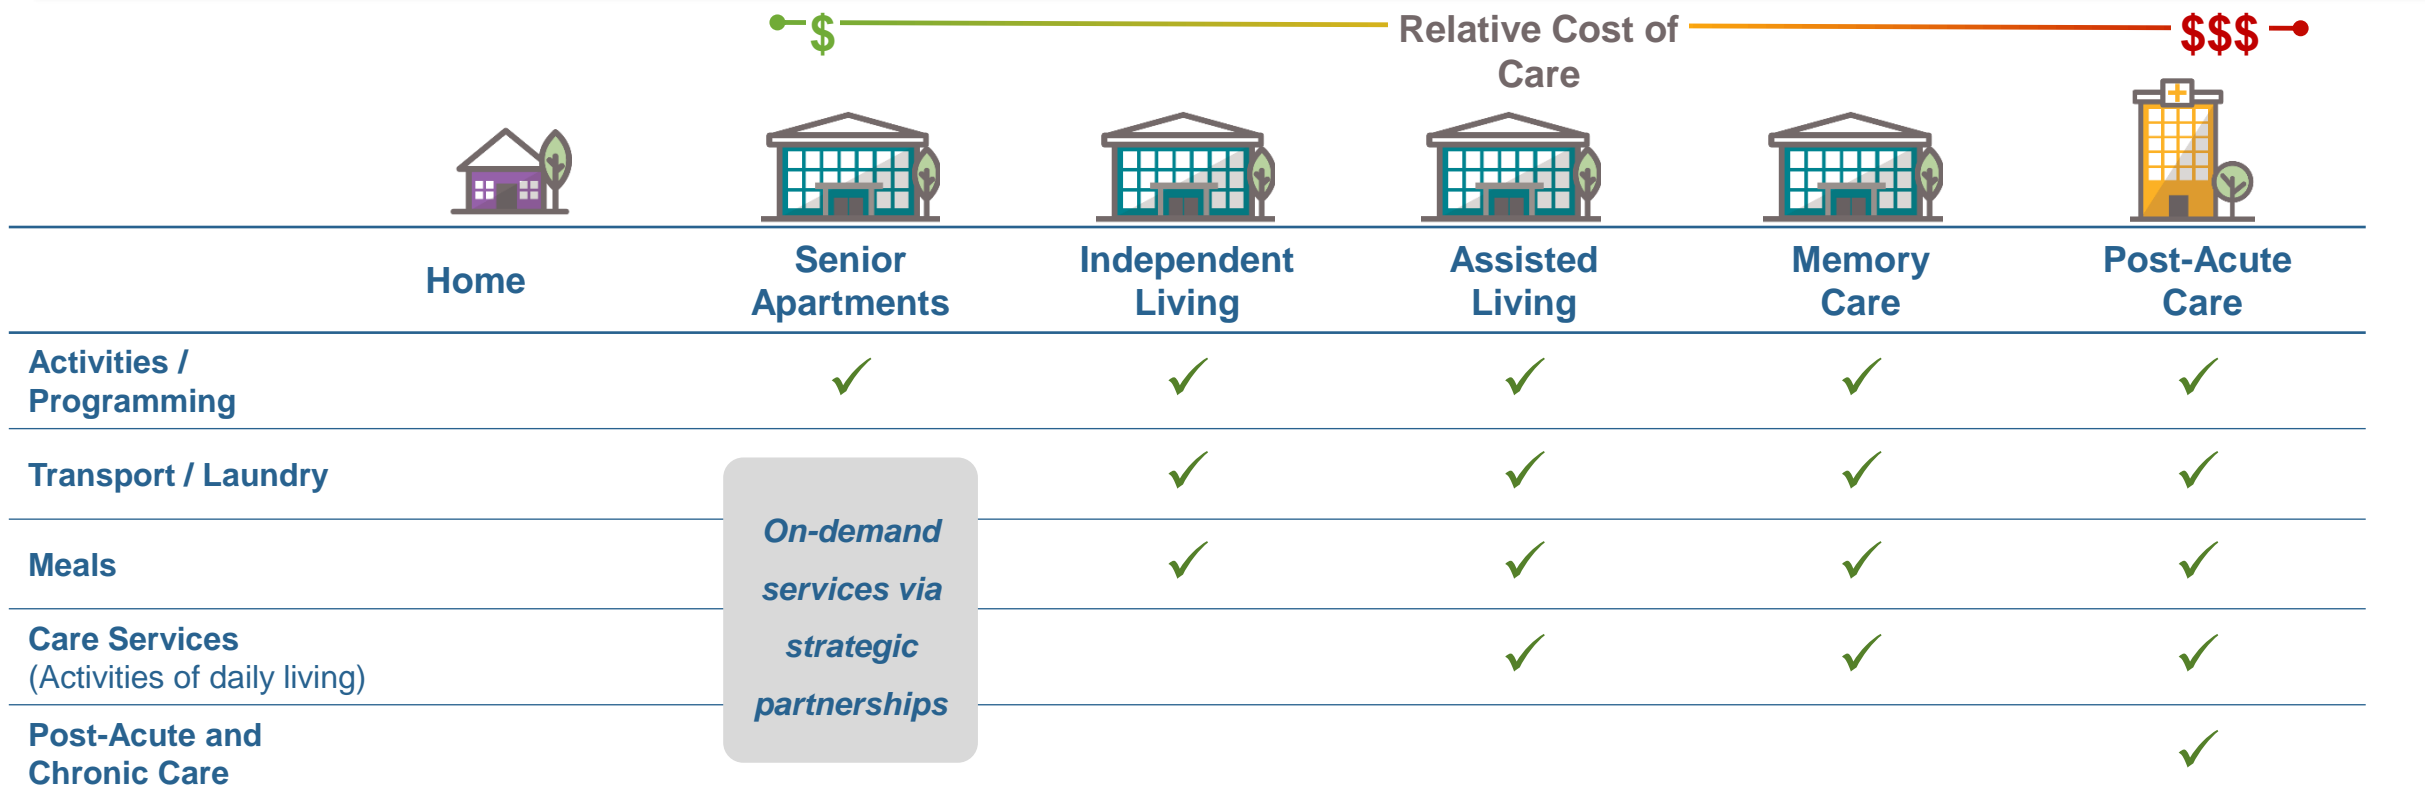 $
Relative Cost of
Care
$$$
Home
Senior
Apartments
Independent
Living
Assisted
Living
Memory
Care
Post-Acute
Care
Activities /
Programming
✓ ✓ ✓ ✓ ✓
Transport / Laundry
✓ ✓ ✓ ✓
Meals
✓ ✓ ✓ ✓
Care Services
(Activities of daily living)
✓ ✓ ✓
Post-Acute and
Chronic Care
✓
On-demand
services via
strategic
partnerships